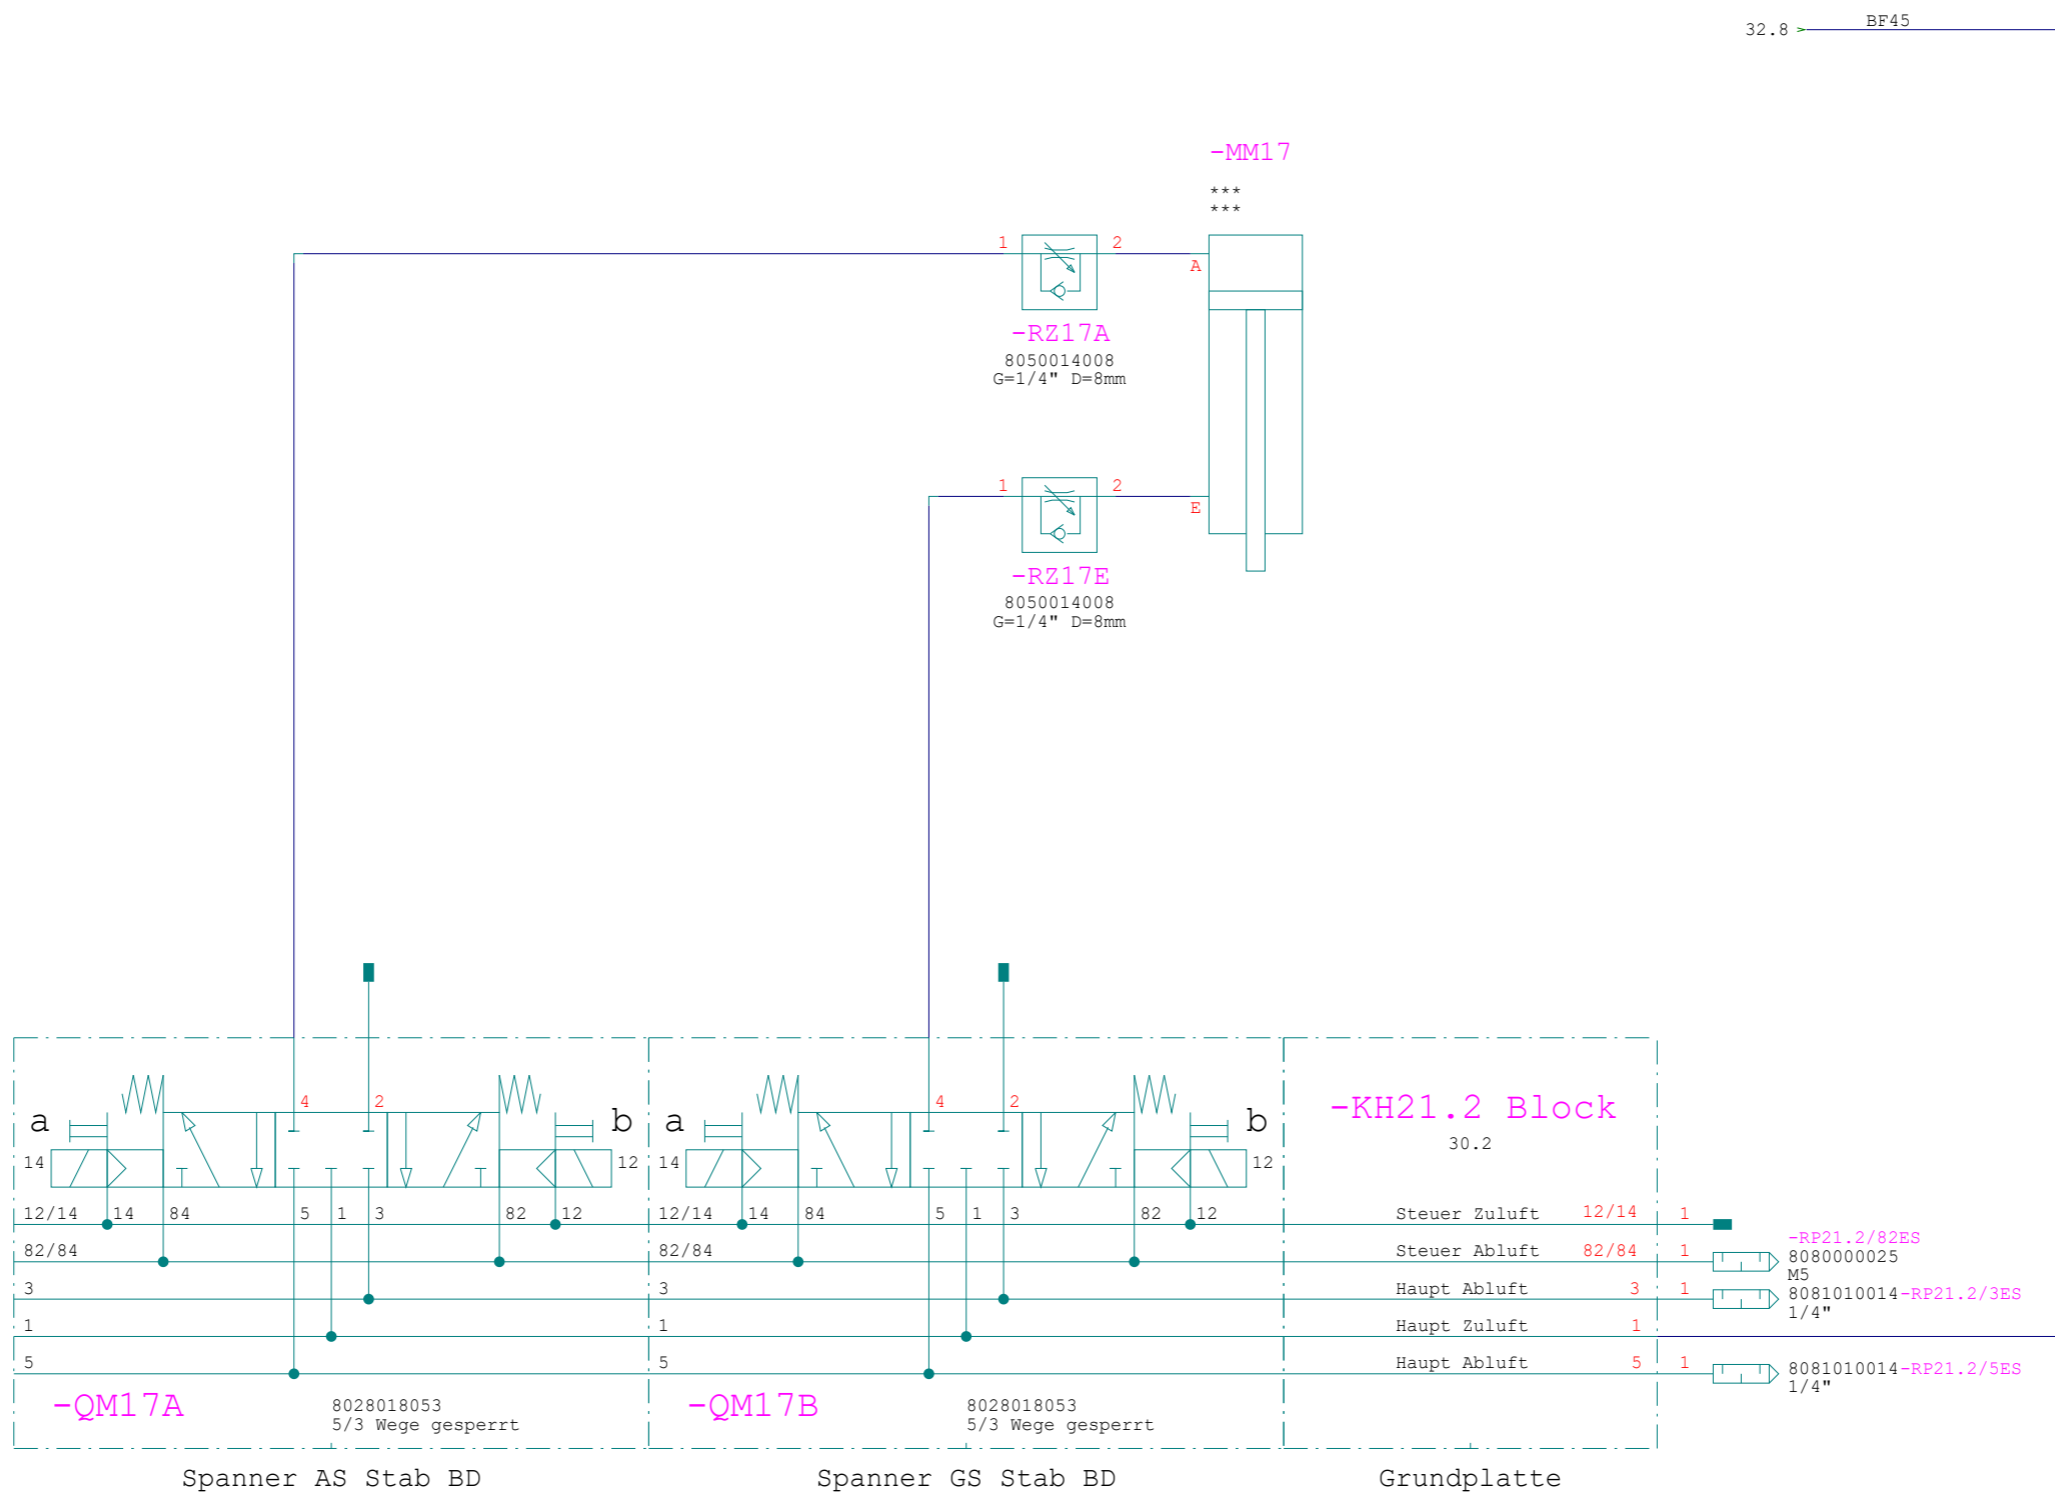 BF45
32.8
-MM17
***
***
1 2
A
-RZ17A
8050014008
G=1/4" D=8mm
1 2
E
-RZ17E
8050014008
G=1/4" D=8mm
4 2 4 2
a b a b
-KH21.2 Block
30.2
14 12 14 12
12/14 14 84 5 1 3 82 12 12/14 14 84 5 1 3 82 12 Steuer Zuluft 12/14 1
-RP21.2/82ES
82/84 82/84 Steuer Abluft 82/84 1 8080000025
M5
3 3 Haupt Abluft 3 1 8081010014-RP21.2/3ES
1/4"
1 1 Haupt Zuluft 1
5 5 Haupt Abluft 5 1 8081010014-RP21.2/5ES
1/4"
-QM17A 8028018053 -QM17B 8028018053
5/3 Wege gesperrt 5/3 Wege gesperrt
Spanner AS Stab BD Spanner GS Stab BD Grundplatte